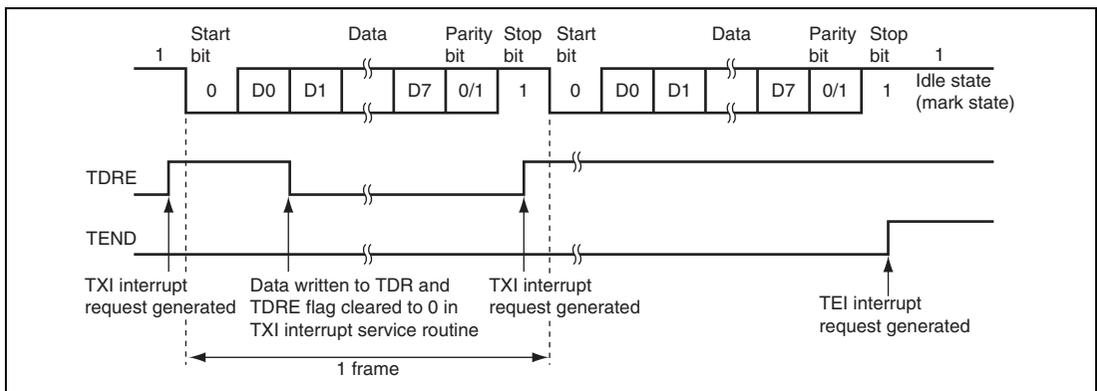 Start
bit
Data
Parity
bit
Stop
bit
Start
bit
Data
Parity
bit
Stop
bit
1
1
0
D0
D1
D7
0/1
1
0
D0
D1
D7
0/1
1
Idle state
(mark state)
TDRE
TEND
TXI interrupt
request generated
Data written to TDR and
TDRE flag cleared to 0 in
TXI interrupt service routine
TXI interrupt
request generated
TEI interrupt
request generated
1 frame